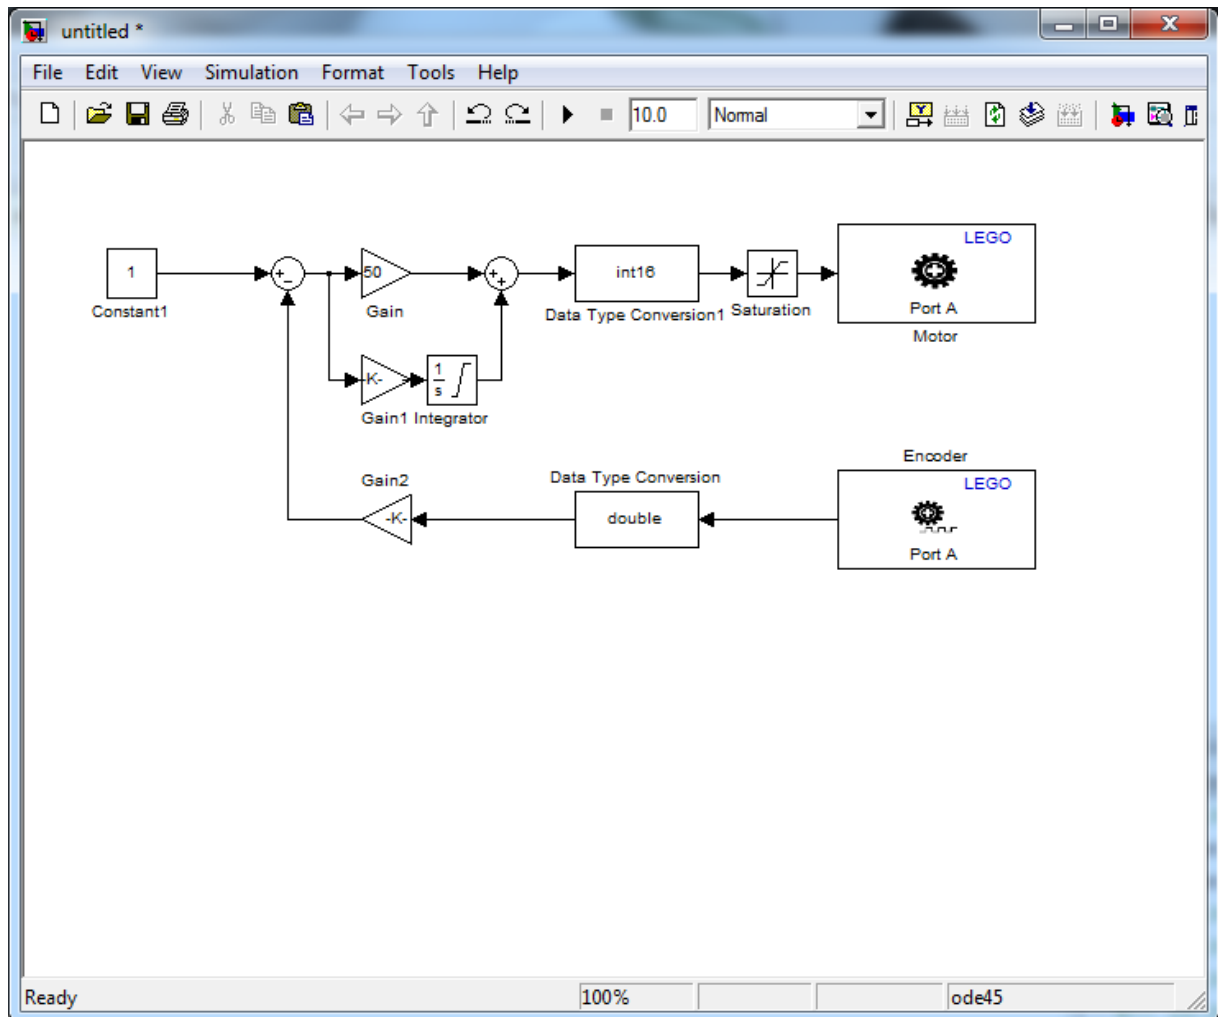 untitled *
File Edit View Simulation Format Tools Help
10.0 Normal
1
Constant1
50
Gain
int16
Data Type Conversion1
Saturation
LEGO
Port A
Motor
-K-
Gain1
1
s
Integrator
Encoder
Gain2
-K-
Data Type Conversion
double
LEGO
Port A
Ready 100% ode45